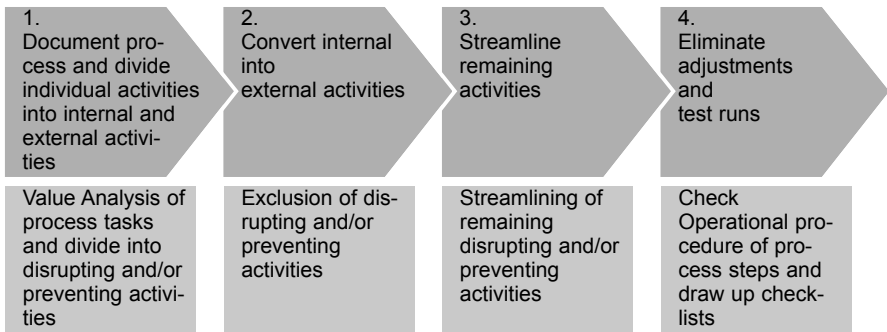 1.
Document pro-
cess and divide
individual activities
into internal and
external activi-
ties
2.
Convert internal
into
external activities
3.
Streamline
remaining
activities
4.
Eliminate
adjustments
and
test runs
Value Analysis of
process tasks
and divide into
disrupting and/or
preventing activi-
ties
Exclusion of dis-
rupting and/or
preventing
activities
Streamlining of
remaining
disrupting and/or
preventing
activities
Check
Operational pro-
cedure of pro-
cess steps and
draw up check-
lists